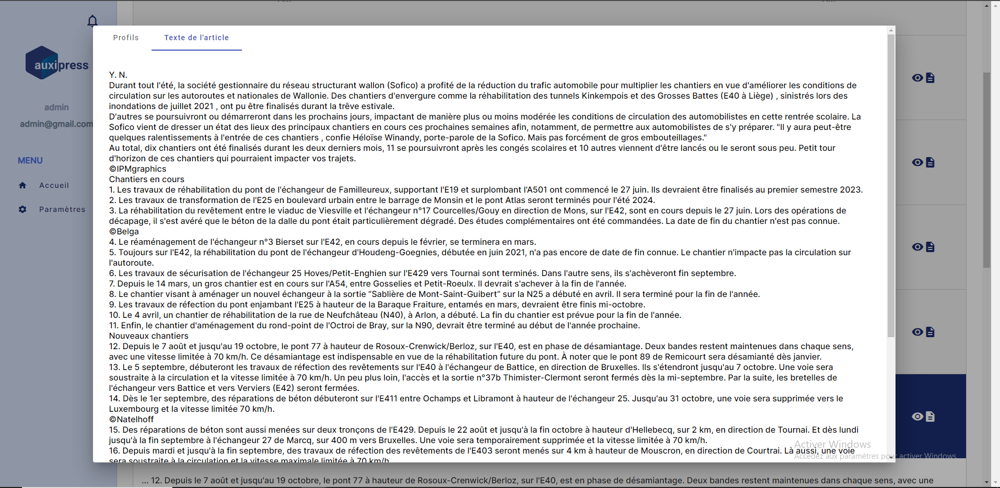 Profils
Texte de l'article
auxipress
admin
admin@gmail.com
MENU
Accueil
Paramètres
Y. N.
Durant tout l'été, la société gestionnaire du réseau structurant wallon (Sofico) a profité de la réduction du trafic automobile pour multiplier les chantiers en vue d'améliorer les conditions de
circulation sur les autoroutes et nationales de Wallonie. Des chantiers d'envergure comme la réhabilitation des tunnels Kinkempois et des Grosses Battes (E40 à Liège) , sinistrés lors des
inondations de juillet 2021 , ont pu être finalisés durant la trêve estivale.
D'autres se poursuivront ou démarreront dans les prochains jours, impactant de manière plus ou moins modérée les conditions de circulation des automobilistes en cette rentrée scolaire. La
Sofico vient de dresser un état des lieux des principaux chantiers en cours ces prochaines semaines afin, notamment, de permettre aux automobilistes de s'y préparer. "Il y aura peut-être
quelques ralentissements à l'entrée de ces chantiers , confie Héloïse Winandy, porte-parole de la Sofico. Mais pas forcément de gros embouteillages."
Au total, dix chantiers ont été finalisés durant les deux derniers mois, 11 se poursuivront après les congés scolaires et 10 autres viennent d'être lancés ou le seront sous peu. Petit tour
d'horizon de ces chantiers qui pourraient impacter vos trajets.
©IPMgraphics
Chantiers en cours
1. Les travaux de réhabilitation du pont de l'échangeur de Familleureux, supportant l'E19 et surplombant l'A501 ont commencé le 27 juin. Ils devraient être finalisés au premier semestre 2023.
2. Les travaux de transformation de l'E25 en boulevard urbain entre le barrage de Monsin et le pont Atlas seront terminés pour l'été 2024.
3. La réhabilitation du revêtement entre le viaduc de Viesville et l'échangeur n°17 Courcelles/Gouy en direction de Mons, sur l'E42, sont en cours depuis le 27 juin. Lors des opérations de
décapage, il s'est avéré que le béton de la dalle du pont était particulièrement dégradé. Des études complémentaires ont été commandées. La date de fin du chantier n'est pas connue.
©Belga
4. Le réaménagement de l'échangeur n°3 Bierset sur l'E42, en cours depuis le février, se terminera en mars.
5. Toujours sur l'E42, la réhabilitation du pont de l'échangeur d'Houdeng-Goegnies, débutée en juin 2021, n'a pas encore de date de fin connue. Le chantier n'impacte pas la circulation sur
l'autoroute.
6. Les travaux de sécurisation de l'échangeur 25 Hoves/Petit-Enghien sur l'E429 vers Tournai sont terminés. Dans l'autre sens, ils s'achèveront fin septembre.
7. Depuis le 14 mars, un gros chantier est en cours sur l'A54, entre Gosselies et Petit-Roeulx. Il devrait s'achever à la fin de l'année.
8. Le chantier visant à aménager un nouvel échangeur à la sortie “Sablière de Mont-Saint-Guibert” sur la N25 a débuté en avril. Il sera terminé pour la fin de l'année.
9. Les travaux de réfection du pont enjambant l'E25 à hauteur de la Baraque Fraiture, entamés en mars, devraient être finis mi-octobre.
10. Le 4 avril, un chantier de réhabilitation de la rue de Neufchâteau (N40), à Arlon, a débuté. La fin du chantier est prévue pour la fin de l'année.
11. Enfin, le chantier d'aménagement du rond-point de l'Octroi de Bray, sur la N90, devrait être terminé au début de l'année prochaine.
Nouveaux chantiers
12. Depuis le 7 août et jusqu'au 19 octobre, le pont 77 à hauteur de Rosoux-Crenwick/Berloz, sur l'E40, est en phase de désamiantage. Deux bandes restent maintenues dans chaque sens,
avec une vitesse limitée à 70 km/h. Ce désamiantage est indispensable en vue de la réhabilitation future du pont. À noter que le pont 89 de Remicourt sera désamianté dès janvier.
13. Le 5 septembre, débuteront les travaux de réfection des revêtements sur l'E40 à l'échangeur de Battice, en direction de Bruxelles. Ils s'étendront jusqu'au 7 octobre. Une voie sera
soustraite à la circulation et la vitesse limitée à 70 km/h. Un peu plus loin, l'accès et la sortie n°37b Thimister-Clermont seront fermés dès la mi-septembre. Par la suite, les bretelles de
l'échangeur vers Battice et vers Verviers (E42) seront fermées.
14. Dès le 1er septembre, des réparations de béton débuteront sur l'E411 entre Ochamps et Libramont à hauteur de l'échangeur 25. Jusqu'au 31 octobre, une voie sera supprimée vers le
Luxembourg et la vitesse limitée 70 km/h.
©Natelhoff
15. Des réparations de béton sont aussi menées sur deux tronçons de l'E429. Depuis le 22 août et jusqu'à la fin octobre à hauteur d'Hellebecq, sur 2 km, en direction de Tournai. Et dès lundi
jusqu'à la fin septembre à l'échangeur 27 de Marcq, sur 400 m vers Bruxelles. Une voie sera temporairement supprimée et la vitesse limitée à 70 km/h.
16. Depuis mardi et jusqu'à la fin septembre, des travaux de réfection des revêtements de l'E403 seront menés sur 4 km à hauteur de Mouscron, en direction de Courtrai. Là aussi, une voie
sera soustraite à la circulation et la vitesse maximale limitée à 70 km/h
Activer Windows
Accédez aux paramètres pour activer Windows.
... 12. Depuis le 7 août et jusqu'au 19 octobre, le pont 77 à hauteur de Rosoux-Crenwick/Berloz, sur l'E40, est en phase de désamiantage. Deux bandes restent maintenues dans chaque sens, avec une